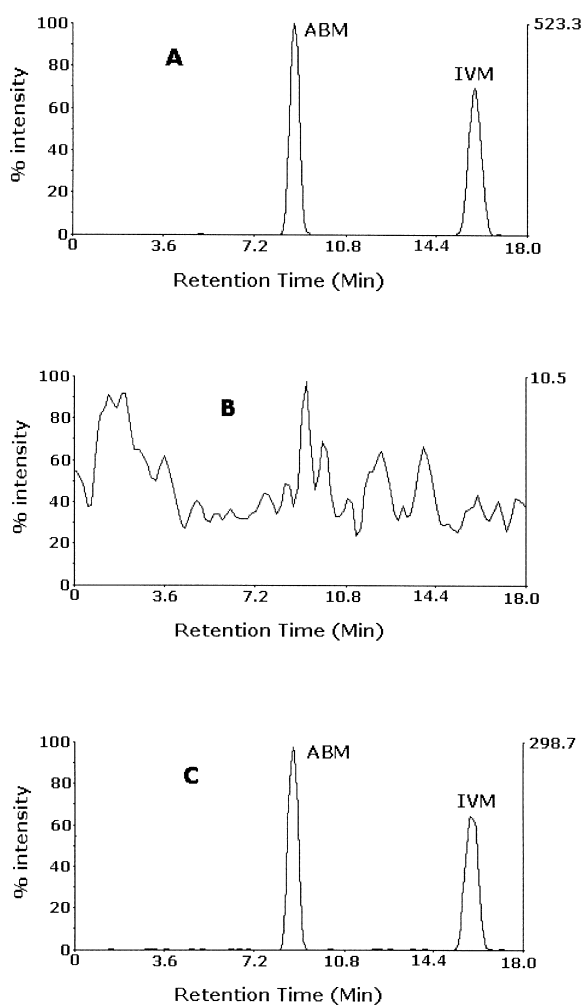 100
ABM
523.3
A
IVM
80
% intensity
60
40
20
0
0 3.6 7.2 10.8 14.4 18.0
Retention Time (Min)
100
10.5
B
80
% intensity
60
40
20
0
0 3.6 7.2 10.8 14.4 18.0
Retention Time (Min)
100
ABM
298.7
C
80
IVM
% intensity
60
40
20
0
0 3.6 7.2 10.8 14.4 18.0
Retention Time (Min)